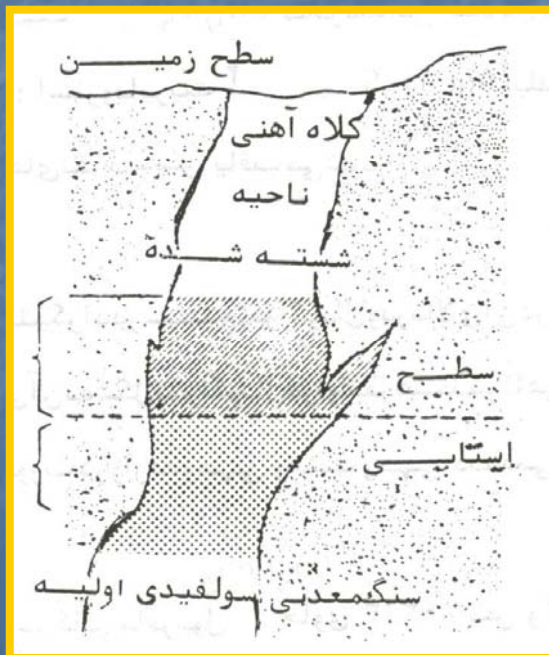 سطح زمین
کلاه آهنی
ناحیه
شسته شده
سطح
ایستابی
سنگمعدنی سولفیدی اولیه